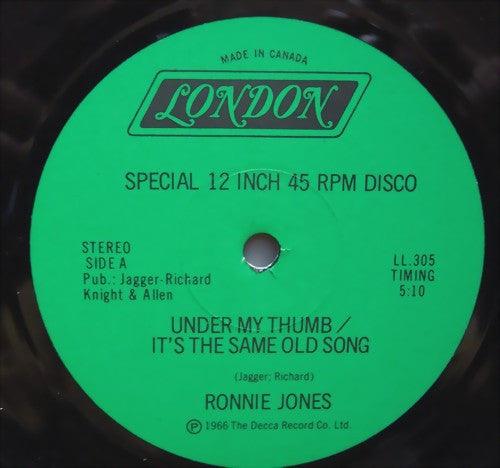 MADE IN CANADA
LONDON
SPECIAL 12 INCH 45 RPM DISCO
STEREO
SIDE A
Pub.: Jagger-Richard
Knight & Allen
LL.305
TIMING
5:10
UNDER MY THUMB /
IT'S THE SAME OLD SONG
(Jagger; Richard)
RONNIE JONES
Ⓟ 1966 The Decca Record Co. Ltd.